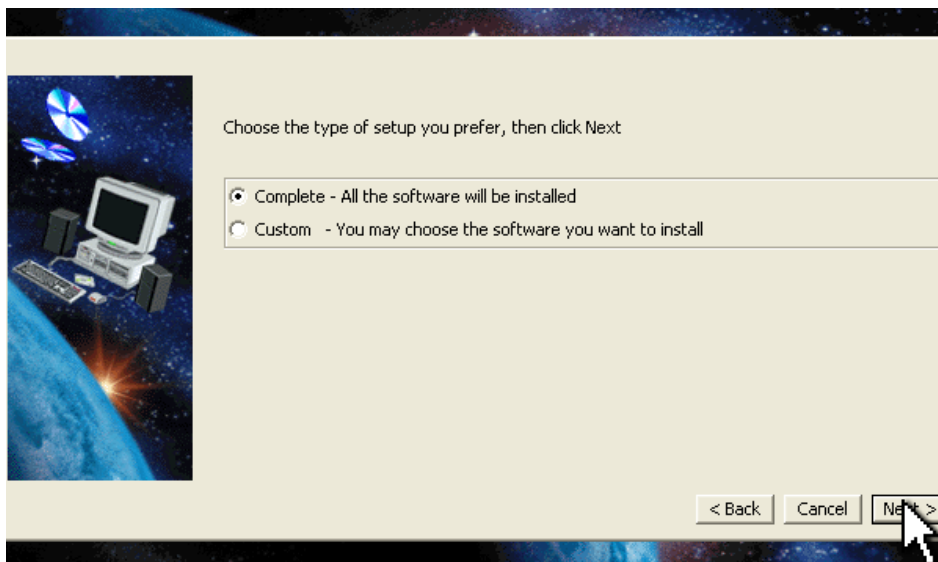 Choose the type of setup you prefer, then click Next
Complete - All the software will be installed
Custom - You may choose the software you want to install
< Back Cancel Next >